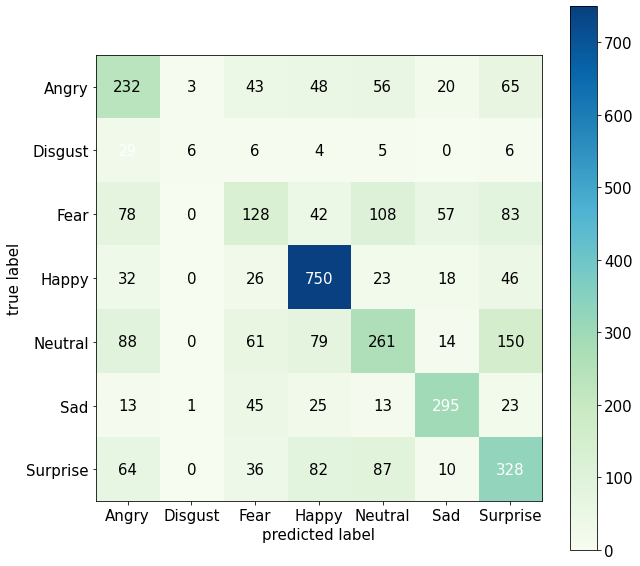 700
Angry 232 3 43 48 56 20 65
600
Disgust 29 6 6 4 5 0 6
500
Fear 78 0 128 42 108 57 83
400
true label
Happy 32 0 26 750 23 18 46
300
Neutral 88 0 61 79 261 14 150
200
Sad 13 1 45 25 13 295 23
100
Surprise 64 0 36 82 87 10 328
0
Angry Disgust Fear Happy Neutral Sad Surprise
predicted label